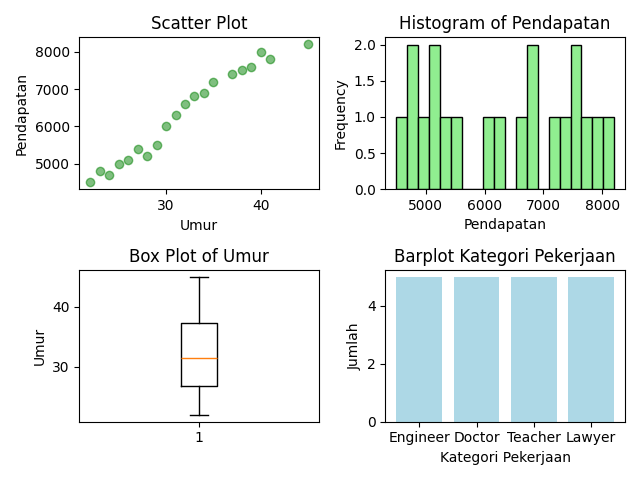 Scatter Plot
8000
7000
6000
5000
Pendapatan
30
40
Umur
Histogram of Pendapatan
2.0
1.5
1.0
0.5
0.0
Frequency
5000
6000
7000
8000
Pendapatan
Box Plot of Umur
40
30
Umur
1
Barplot Kategori Pekerjaan
4
2
0
Jumlah
Engineer
Doctor
Teacher
Lawyer
Kategori Pekerjaan